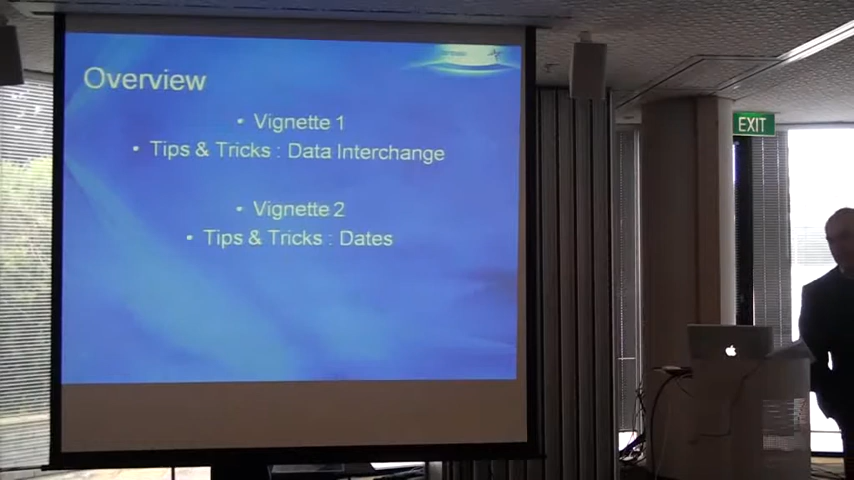 Overview
• Vignette 1
• Tips & Tricks : Data Interchange
• Vignette 2
• Tips & Tricks : Dates
EXIT